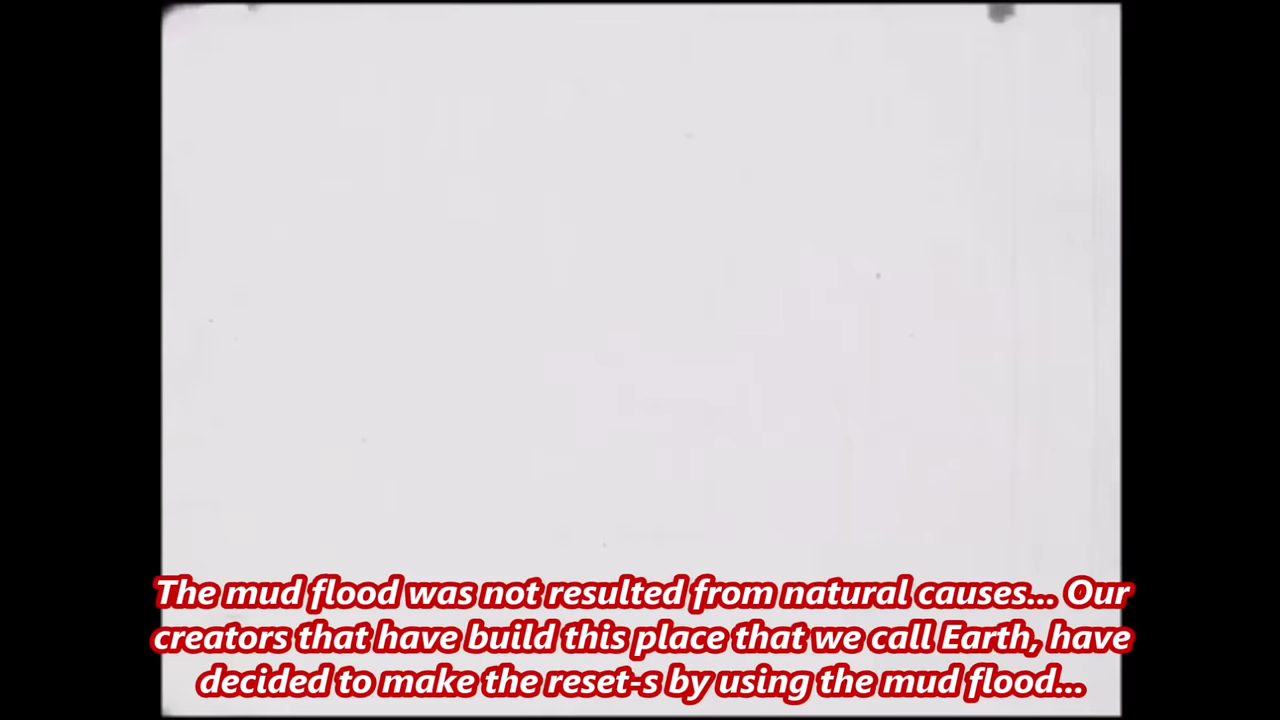 The mud flood was not resulted from natural causes... Our
creators that have build this place that we call Earth, have
decided to make the reset-s by using the mud flood...